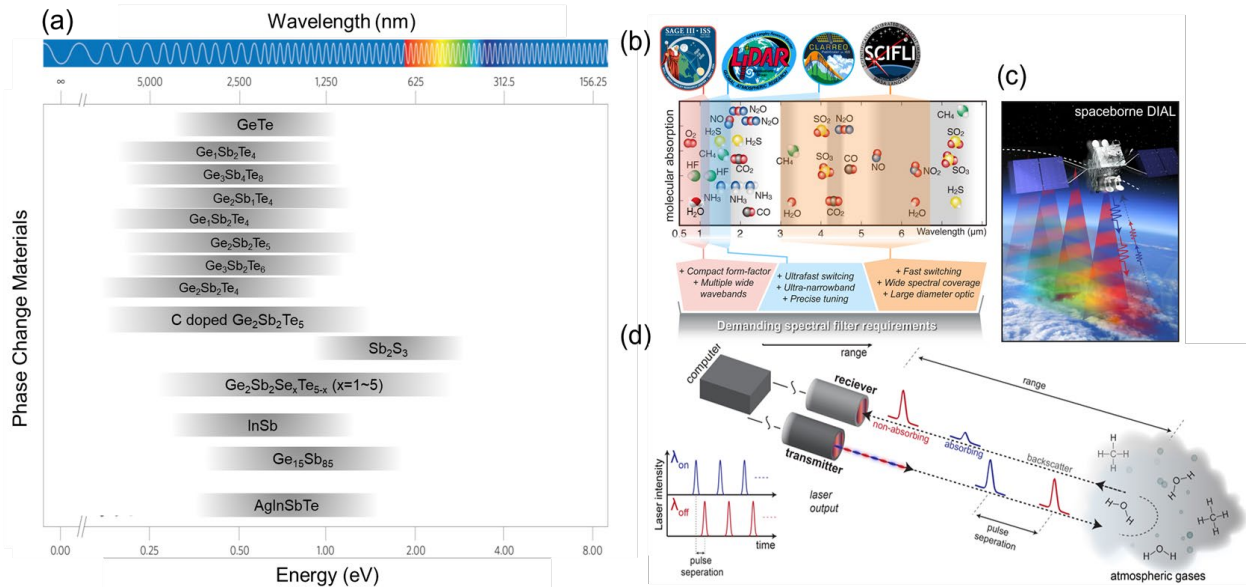 (a)
Wavelength (nm)
∞ 5,000 2,500 1,250 625 312.5 156.25
Phase Change Materials
GeTe
Ge₁Sb₂Te₄
Ge₃Sb₄Te₈
Ge₂Sb₁Te₄
Ge₁Sb₂Te₄
Ge₂Sb₂Te₅
Ge₃Sb₂Te₆
Ge₂Sb₂Te₄
C doped Ge₂Sb₂Te₅
Sb₂S₃
Ge₂Sb₂SeₓTe₅₋ₓ (x=1~5)
InSb
Ge₁₅Sb₈₅
AgInSbTe
0.00 0.25 0.50 1.00 2.00 4.00 8.00
Energy (eV)
(b)
SAGE III · ISS
LiDAR
CLARREO
SCIFLI
molecular absorption
N₂O
NO N₂O
O₂ H₂S H₂S
CH₄ CO₂
HF HF
NH₃ NH₃ NH₃
H₂O CO
SO₂ N₂O
CH₄ SO₃ CO NO
NO₂
H₂O CO₂ H₂O
CH₄
SO₂
SO₃
H₂S
0.5 1 2 3 4 5 6 Wavelength (μm)
+ Compact form-factor
+ Multiple wide
wavebands
+ Ultrafast switcing
+ Ultra-narrowband
+ Precise tuning
+ Fast switching
+ Wide spectral coverage
+ Large diameter optic
Demanding spectral filter requirements
(c)
spaceborne DIAL
(d)
range
computer
reciever
transmitter
non-absorbing
absorbing
backscatter
range
laser
output
pulse
seperation
Laser intensity
λon
λoff
time
pulse
seperation
H
H-C-H
H
O
H H
O
H H
O
H H
H
H-C-H
H
atmospheric gases